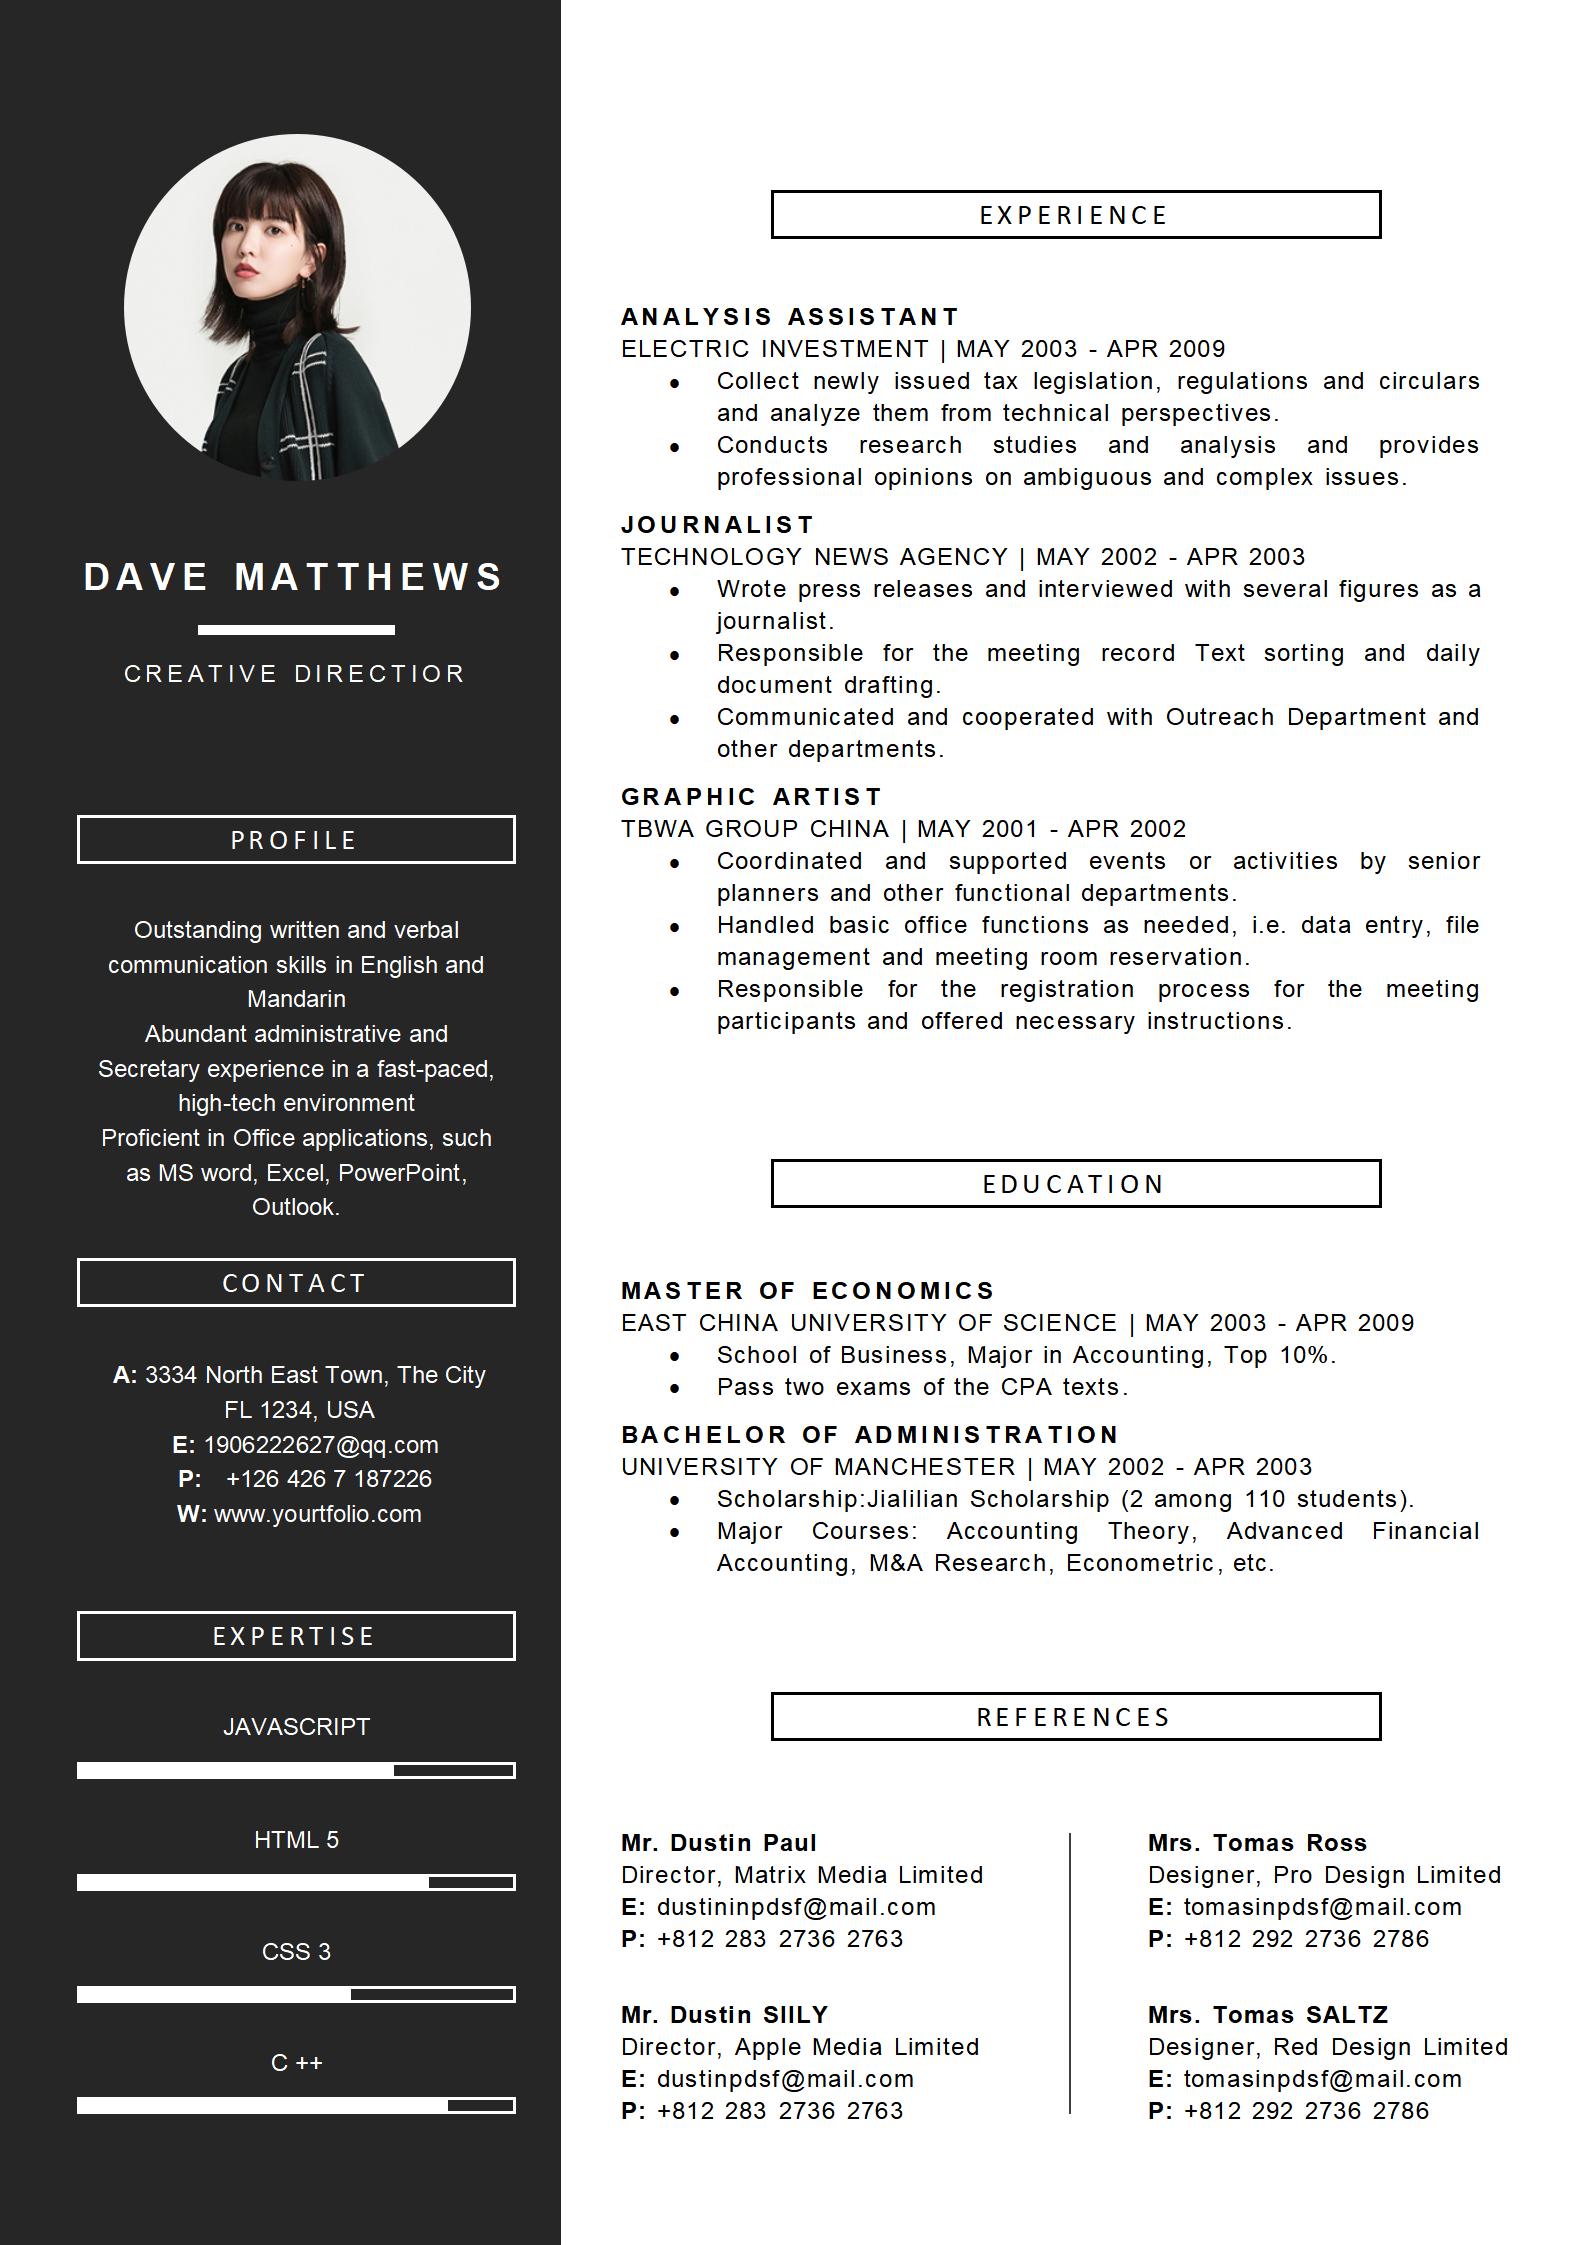 DAVE MATTHEWS
CREATIVE DIRECTIOR
PROFILE
Outstanding written and verbal
communication skills in English and
Mandarin
Abundant administrative and
Secretary experience in a fast-paced,
high-tech environment
Proficient in Office applications, such
as MS word, Excel, PowerPoint,
Outlook.
CONTACT
A: 3334 North East Town, The City
FL 1234, USA
E: 1906222627@qq.com
P: +126 426 7 187226
W: www.yourtfolio.com
EXPERTISE
JAVASCRIPT
HTML 5
CSS 3
C ++
EXPERIENCE
ANALYSIS ASSISTANT
ELECTRIC INVESTMENT | MAY 2003 - APR 2009
• Collect newly issued tax legislation, regulations and circulars
and analyze them from technical perspectives.
• Conducts research studies and analysis and provides
professional opinions on ambiguous and complex issues.
JOURNALIST
TECHNOLOGY NEWS AGENCY | MAY 2002 - APR 2003
• Wrote press releases and interviewed with several figures as a
journalist.
• Responsible for the meeting record Text sorting and daily
document drafting.
• Communicated and cooperated with Outreach Department and
other departments.
GRAPHIC ARTIST
TBWA GROUP CHINA | MAY 2001 - APR 2002
• Coordinated and supported events or activities by senior
planners and other functional departments.
• Handled basic office functions as needed, i.e. data entry, file
management and meeting room reservation.
• Responsible for the registration process for the meeting
participants and offered necessary instructions.
EDUCATION
MASTER OF ECONOMICS
EAST CHINA UNIVERSITY OF SCIENCE | MAY 2003 - APR 2009
• School of Business, Major in Accounting, Top 10%.
• Pass two exams of the CPA texts.
BACHELOR OF ADMINISTRATION
UNIVERSITY OF MANCHESTER | MAY 2002 - APR 2003
• Scholarship:Jialilian Scholarship (2 among 110 students).
• Major Courses: Accounting Theory, Advanced Financial
Accounting, M&A Research, Econometric, etc.
REFERENCES
Mr. Dustin Paul
Director, Matrix Media Limited
E: dustininpdsf@mail.com
P: +812 283 2736 2763
Mr. Dustin SIILY
Director, Apple Media Limited
E: dustinpdsf@mail.com
P: +812 283 2736 2763
Mrs. Tomas Ross
Designer, Pro Design Limited
E: tomasinpdsf@mail.com
P: +812 292 2736 2786
Mrs. Tomas SALTZ
Designer, Red Design Limited
E: tomasinpdsf@mail.com
P: +812 292 2736 2786